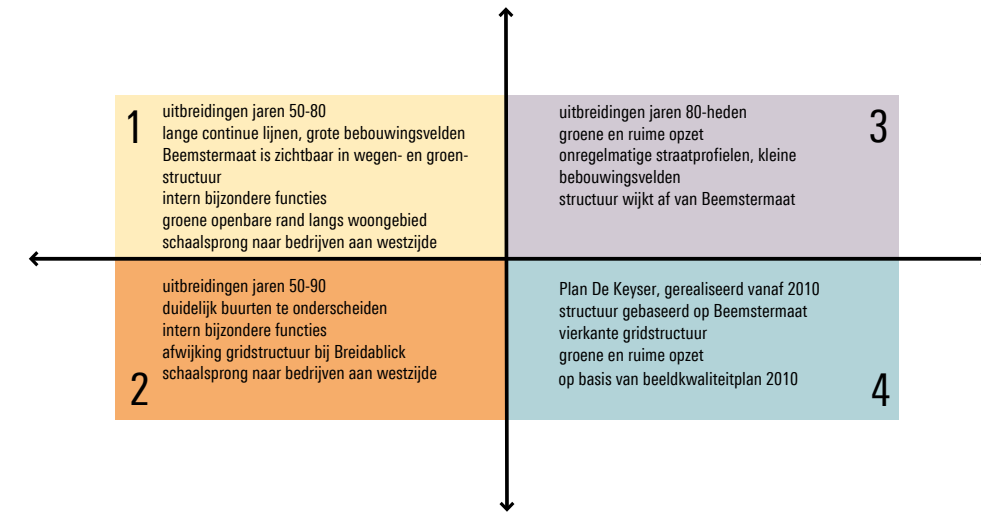 1
uitbreidingen jaren 50-80
lange continue lijnen, grote bebouwingsvelden
Beemstermaat is zichtbaar in wegen- en groen-
structuur
intern bijzondere functies
groene openbare rand langs woongebied
schaalsprong naar bedrijven aan westzijde
3
uitbreidingen jaren 80-heden
groene en ruime opzet
onregelmatige straatprofielen, kleine
bebouwingsvelden
structuur wijkt af van Beemstermaat
2
uitbreidingen jaren 50-90
duidelijk buurten te onderscheiden
intern bijzondere functies
afwijking gridstructuur bij Breidablick
schaalsprong naar bedrijven aan westzijde
4
Plan De Keyser, gerealiseerd vanaf 2010
structuur gebaseerd op Beemstermaat
vierkante gridstructuur
groene en ruime opzet
op basis van beeldkwaliteitplan 2010